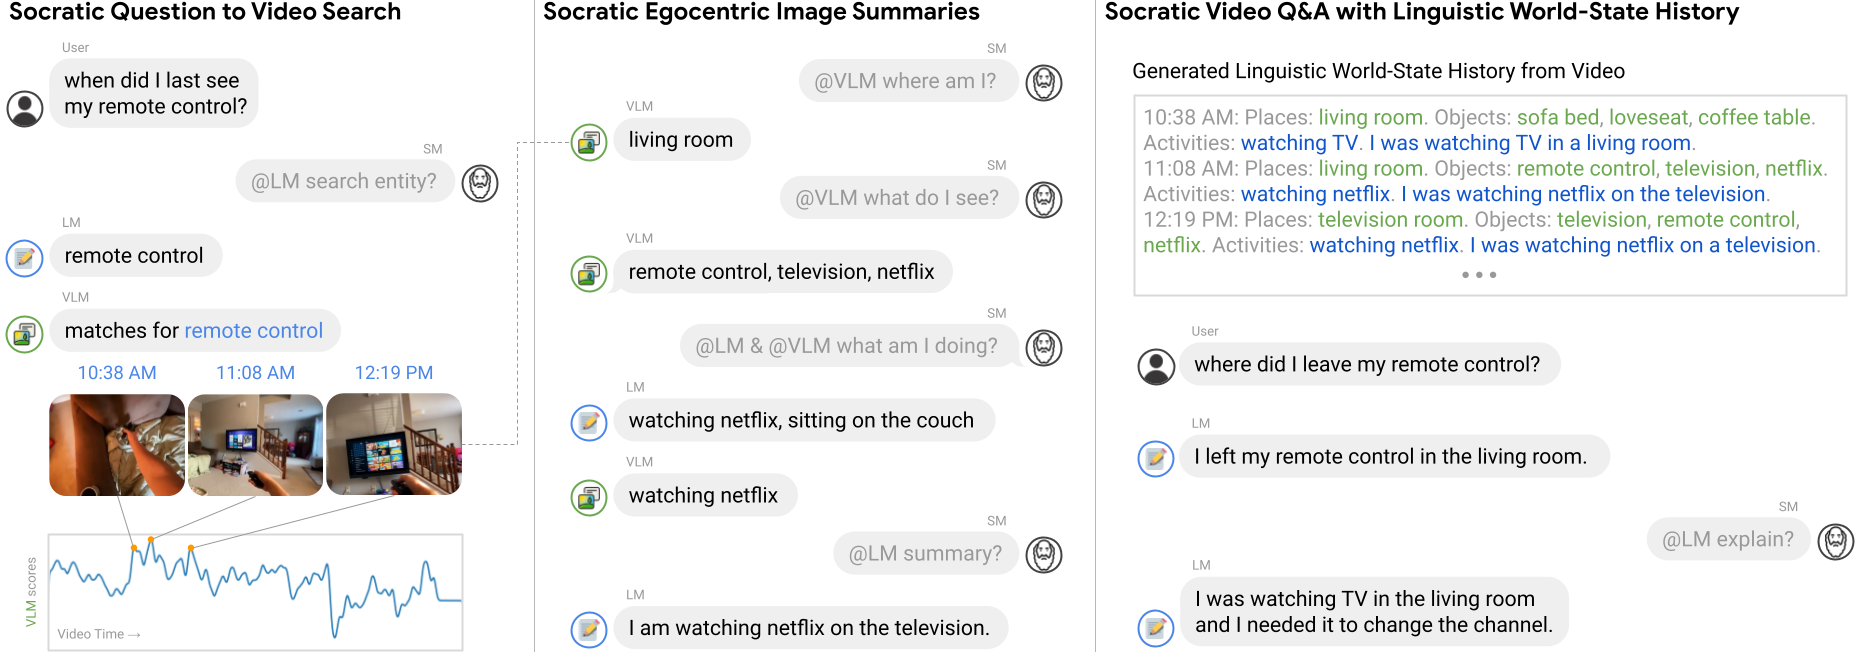 Socratic Question to Video Search
User
when did I last see
my remote control?
SM
@LM search entity?
LM
remote control
VLM
matches for remote control
10:38 AM 11:08 AM 12:19 PM
VLM scores
Video Time →
Socratic Egocentric Image Summaries
SM
@VLM where am I?
VLM
living room
SM
@VLM what do I see?
VLM
remote control, television, netflix
SM
@LM & @VLM what am I doing?
LM
watching netflix, sitting on the couch
VLM
watching netflix
SM
@LM summary?
LM
I am watching netflix on the television.
Socratic Video Q&A with Linguistic World-State History
Generated Linguistic World-State History from Video
10:38 AM: Places: living room. Objects: sofa bed, loveseat, coffee table.
Activities: watching TV. I was watching TV in a living room.
11:08 AM: Places: living room. Objects: remote control, television, netflix.
Activities: watching netflix. I was watching netflix on the television.
12:19 PM: Places: television room. Objects: television, remote control,
netflix. Activities: watching netflix. I was watching netflix on a television.
•••
User
where did I leave my remote control?
LM
I left my remote control in the living room.
SM
@LM explain?
LM
I was watching TV in the living room
and I needed it to change the channel.